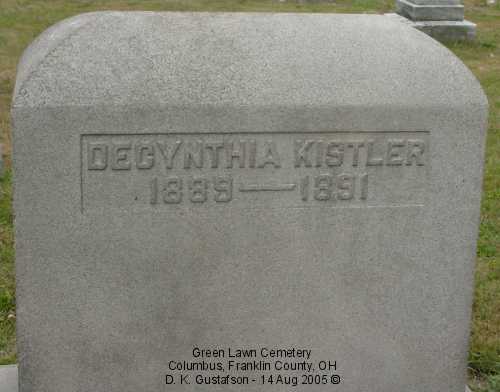 DECYNTHIA KISTLER
1889—1891
Green Lawn Cemetery
Columbus, Franklin County, OH
D. K. Gustafson - 14 Aug 2005 ©